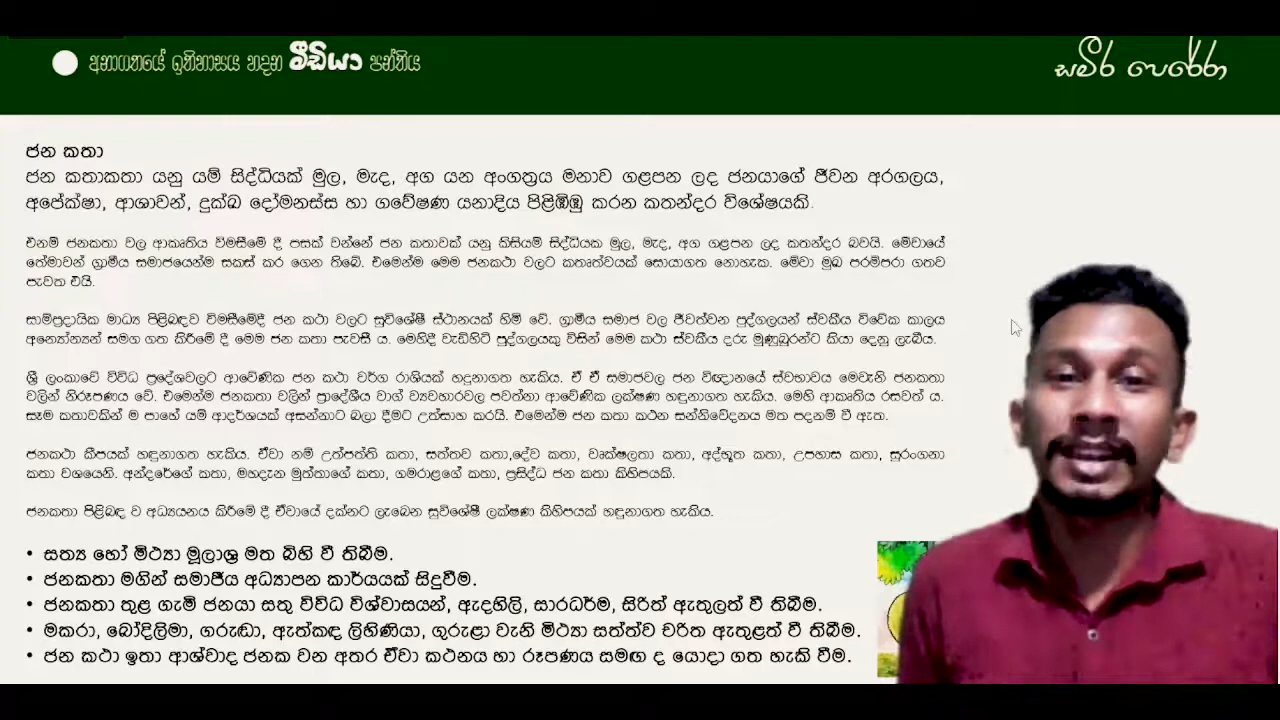 අනාගතයේ ඉතිහාසය හදන මීඩියා පන්තිය
සමීර පෙරේරා
ජන කතා
ජන කතාකතා යනු යම් සිද්ධියක් මුල, මැද, අග යන අංගත්‍රය මනාව ගළපන ලද ජනයාගේ ජීවන අරගලය,
අපේක්ෂා, ආශාවන්, දුක්ඛ දෝමනස්ස හා ගවේෂණ යනාදිය පිළිඹිඹු කරන කතන්දර විශේෂයකි.
එනම් ජනකතා වල ආකෘතිය විමසීමේ දී පසක් වන්නේ ජන කතාවක් යනු කිසියම් සිද්ධියක මුල, මැද, අග ගළපන ලද කතන්දර බවයි. මේවායේ
තේමාවන් ග්‍රාමීය සමාජයෙන්ම සකස් කර ගෙන තිබේ. එමෙන්ම මෙම ජනකථා වලට කතෘත්වයක් සොයාගත නොහැක. මේවා මුඛ පරම්පරා ගතව
පැවත එයි.
සාම්ප්‍රදායික මාධ්‍ය පිළිබඳව විමසීමේදී ජන කථා වලට සුවිශේෂී ස්ථානයක් හිමි වේ. ග්‍රාමීය සමාජ වල ජීවත්වන පුද්ගලයන් ස්වකීය විවේක කාලය
අනෙන්න්‍යන් සමග ගත කිරීමේ දී මෙම ජන කතා පැවසී ය. මෙහිදී වැඩිහිටි පුද්ගලයකු විසින් මෙම කථා ස්වකීය දරු මුණුබුරන්ට කියා දෙනු ලැබීය.
ශ්‍රී ලංකාවේ විවිධ ප්‍රදේශවලට ආවේණික ජන කථා වර්ග රාශියක් හඳුනාගත හැකිය. ඒ ඒ සමාජවල ජන විඥානයේ ස්වභාවය මෙවැනි ජනකතා
වලින් නිරූපණය වේ. එමෙන්ම ජනකතා වලින් ප්‍රාදේශීය වාග් ව්‍යවහාරවල පවත්නා ආවේණික ලක්ෂණ හඳුනාගත හැකිය. මෙහි ආකෘතිය රසවත් ය.
සෑම කතාවකින් ම පාහේ යම් ආදර්ශයක් අසන්නාට බලා දීමට උත්සාහ කරයි. එමෙන්ම ජන කතා කථන සන්නිවේදනය මත පදනම් වී ඇත.
ජනකථා කීපයක් හඳුනාගත හැකිය. ඒවා නම් උත්පත්ති කතා, සත්තව කතා,දේව කතා, වෘක්ෂලතා කතා, අද්භූත කතා, උපහාස කතා, සුරංගනා
කතා වශයෙනි. අන්දරේගේ කතා, මහදැන මුත්තාගේ කතා, ගමරාළගේ කතා, ප්‍රසිද්ධ ජන කතා කිහිපයකි.
ජනකතා පිළිබඳ ව අධ්‍යයනය කිරීමේ දී ඒවායේ දක්නට ලැබෙන සුවිශේෂී ලක්ෂණ කිහිපයක් හඳුනාගත හැකිය.
• සත්‍ය හෝ මිථ්‍යා මූලාශ්‍ර මත බිහි වී තිබීම.
• ජනකතා මගින් සමාජීය අධ්‍යාපන කාර්යයක් සිදුවීම.
• ජනකතා තුළ ගැමි ජනයා සතු විවිධ විශ්වාසයන්, ඇදහිලි, සාරධර්ම, සිරිත් ඇතුලත් වී තිබීම.
• මකරා, බෝදිලිමා, ගරුඬා, ඇත්කඳ ලිහිණියා, ගුරුළා වැනි මිථ්‍යා සත්ත්ව චරිත ඇතුළත් වී තිබීම.
• ජන කථා ඉතා ආශ්වාද ජනක වන අතර ඒවා කථනය හා රූපණය සමඟ ද යොදා ගත හැකි වීම.